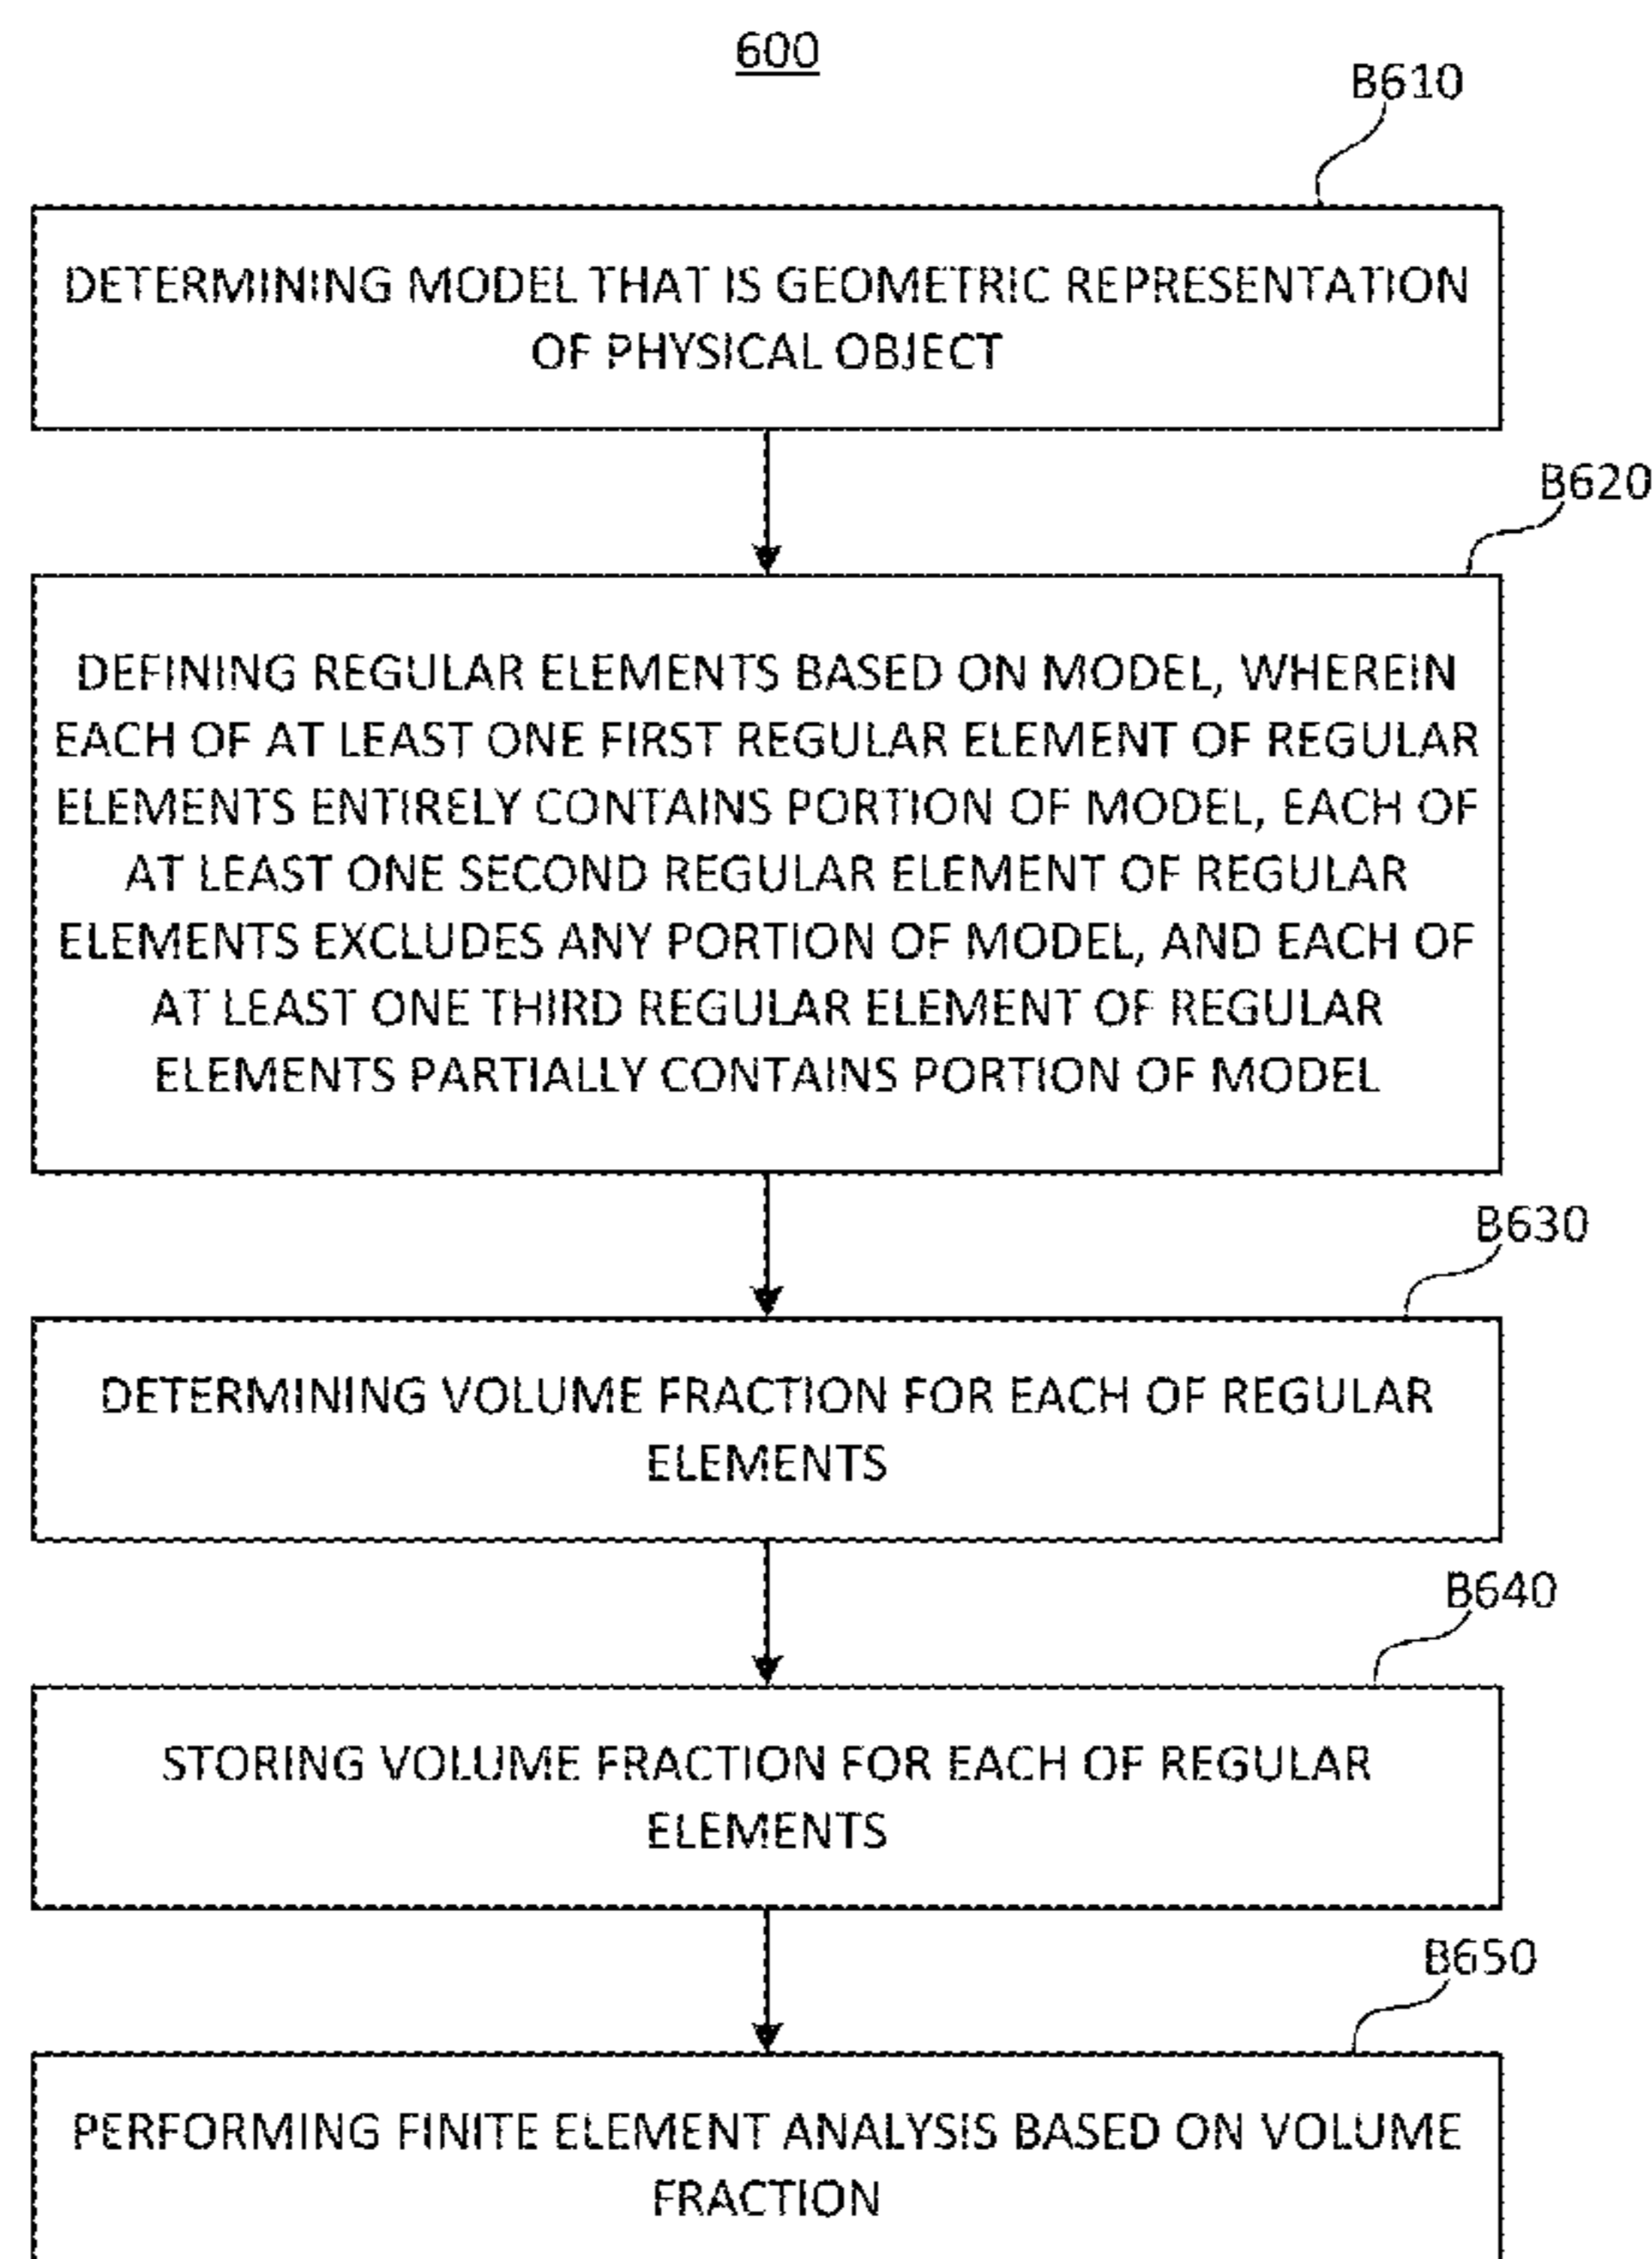 600
B610
DETERMINING MODEL THAT IS GEOMETRIC REPRESENTATION
OF PHYSICAL OBJECT
B620
DEFINING REGULAR ELEMENTS BASED ON MODEL, WHEREIN
EACH OF AT LEAST ONE FIRST REGULAR ELEMENT OF REGULAR
ELEMENTS ENTIRELY CONTAINS PORTION OF MODEL, EACH OF
AT LEAST ONE SECOND REGULAR ELEMENT OF REGULAR
ELEMENTS EXCLUDES ANY PORTION OF MODEL, AND EACH OF
AT LEAST ONE THIRD REGULAR ELEMENT OF REGULAR
ELEMENTS PARTIALLY CONTAINS PORTION OF MODEL
B630
DETERMINING VOLUME FRACTION FOR EACH OF REGULAR
ELEMENTS
B640
STORING VOLUME FRACTION FOR EACH OF REGULAR
ELEMENTS
B650
PERFORMING FINITE ELEMENT ANALYSIS BASED ON VOLUME
FRACTION